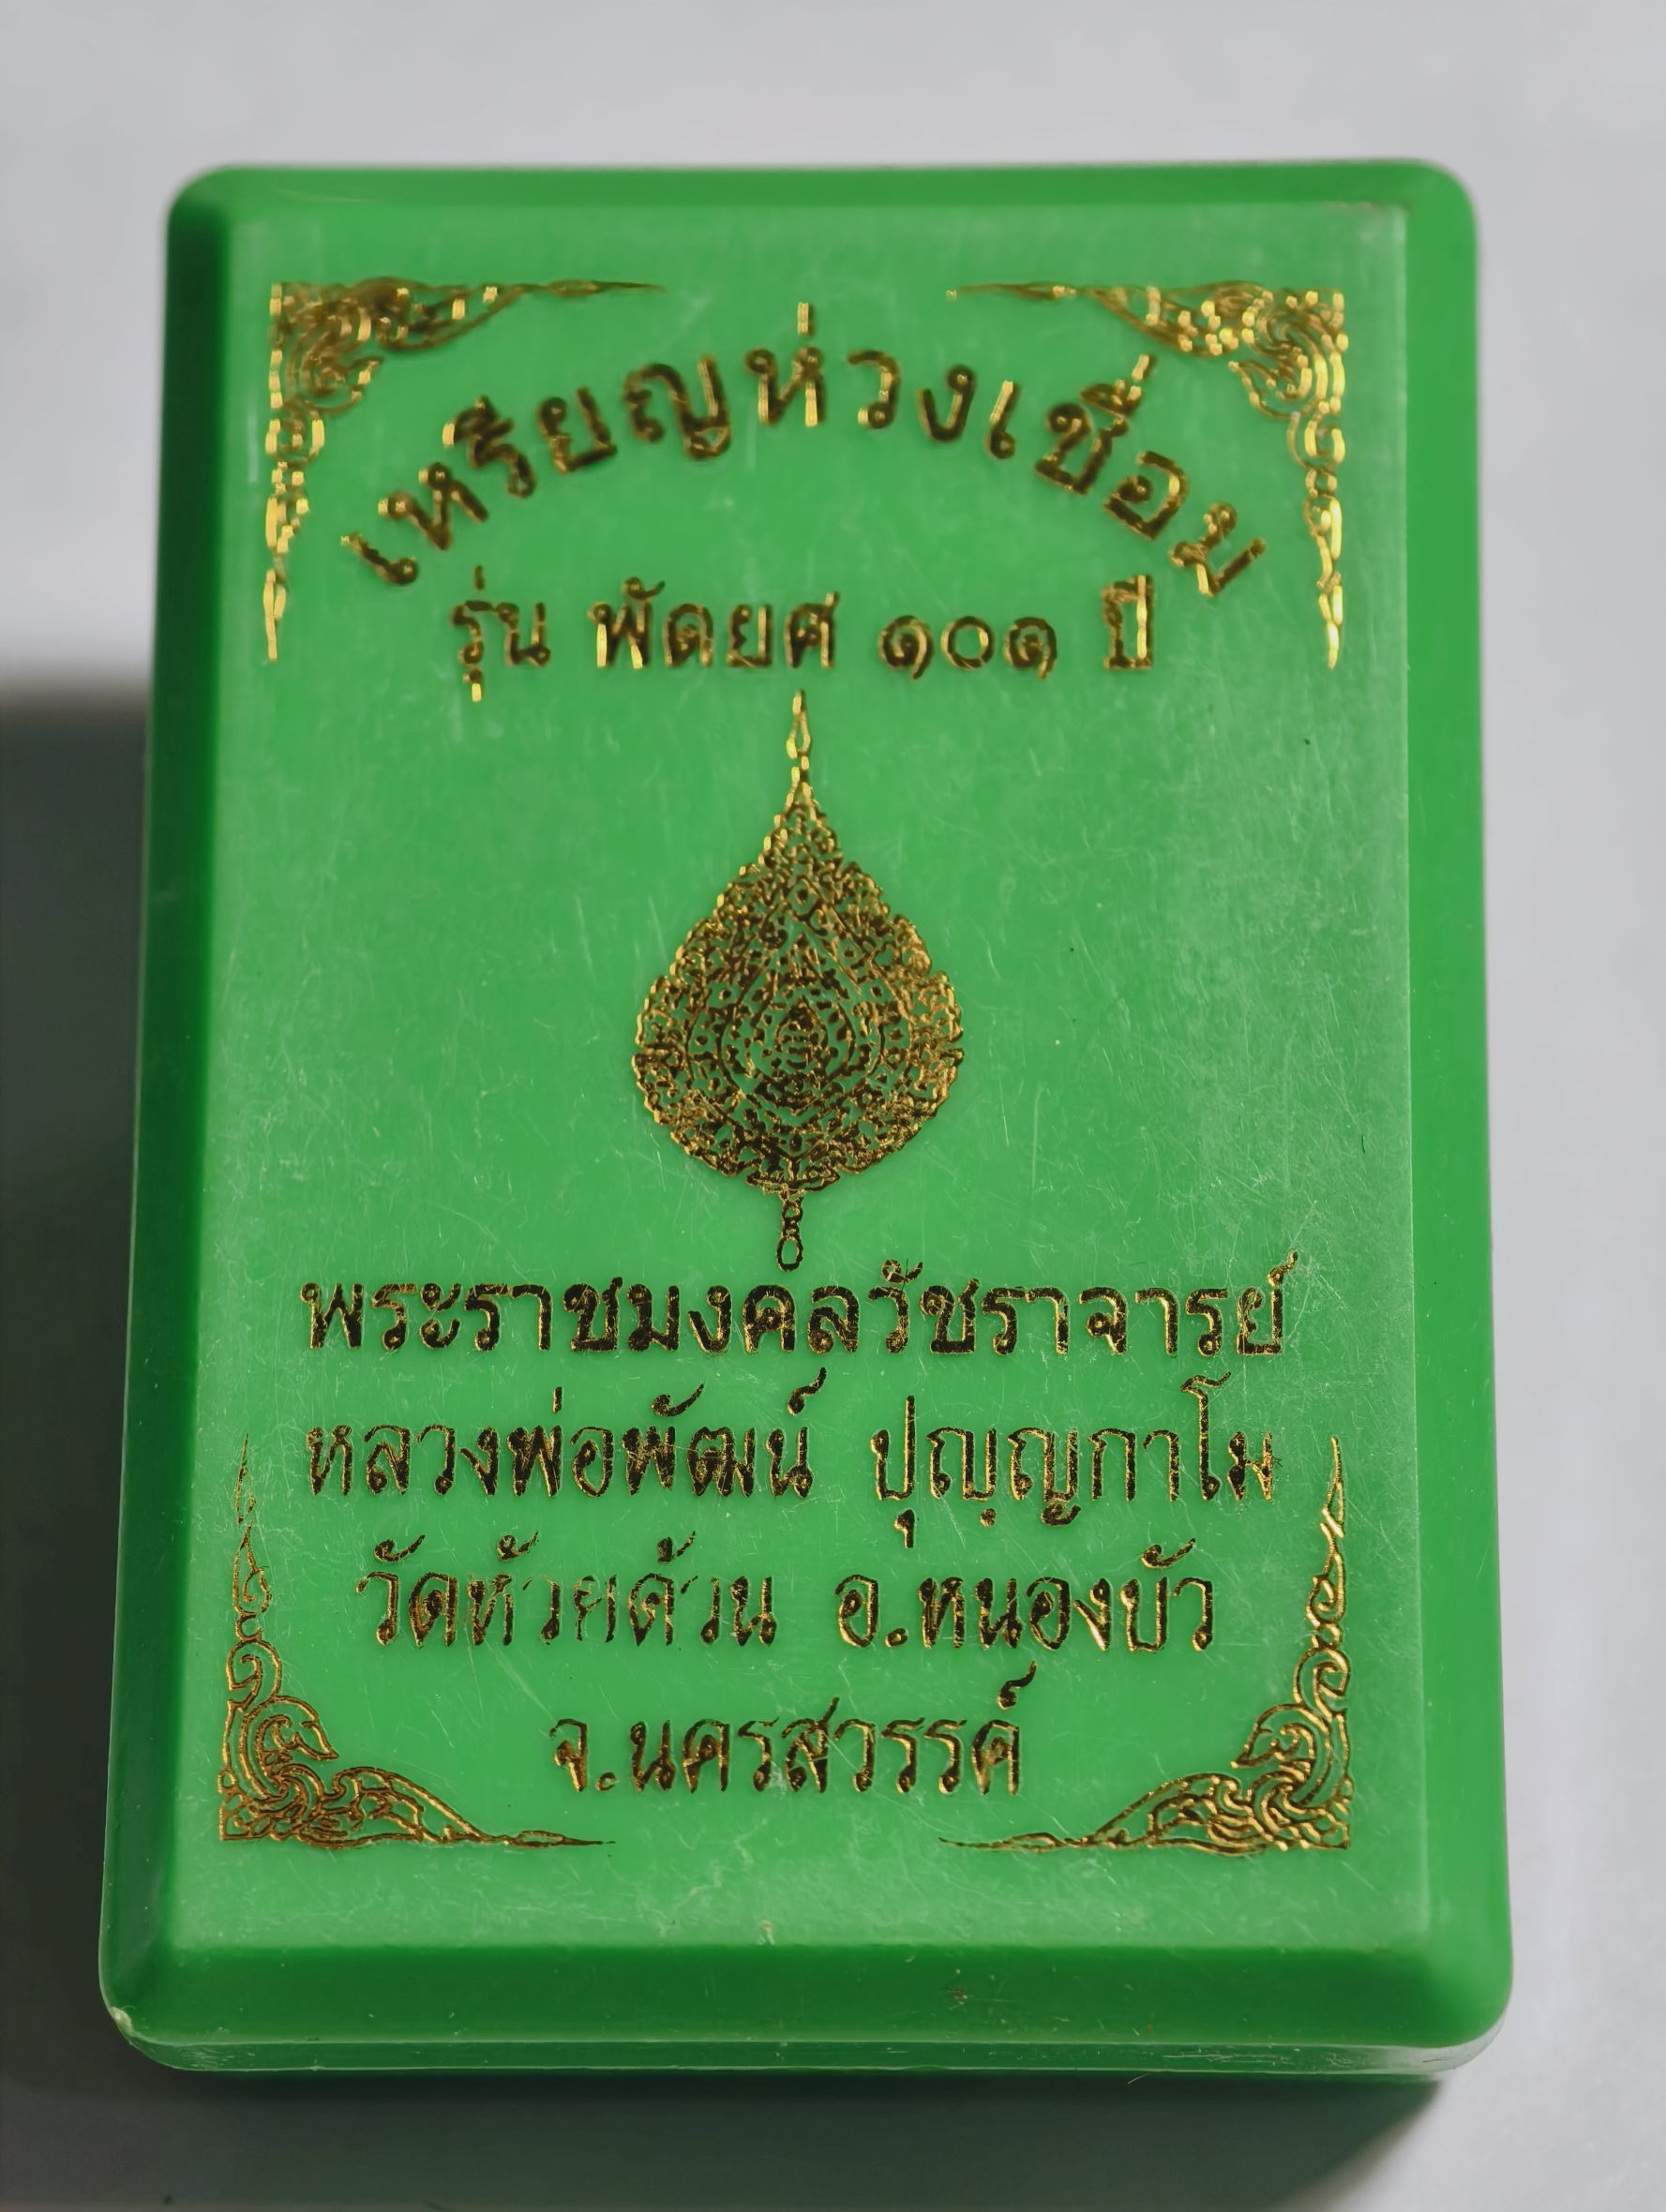 เหรียญห่วงเชื่อม
รุ่น พัดยศ ๑๐๑ ปี
พระราชมงคลวัชราจารย์
หลวงพ่อพัฒน์ ปุญฺญกาโม
วัดห้วยด้วน อ.หนองบัว
จ.นครสวรรค์